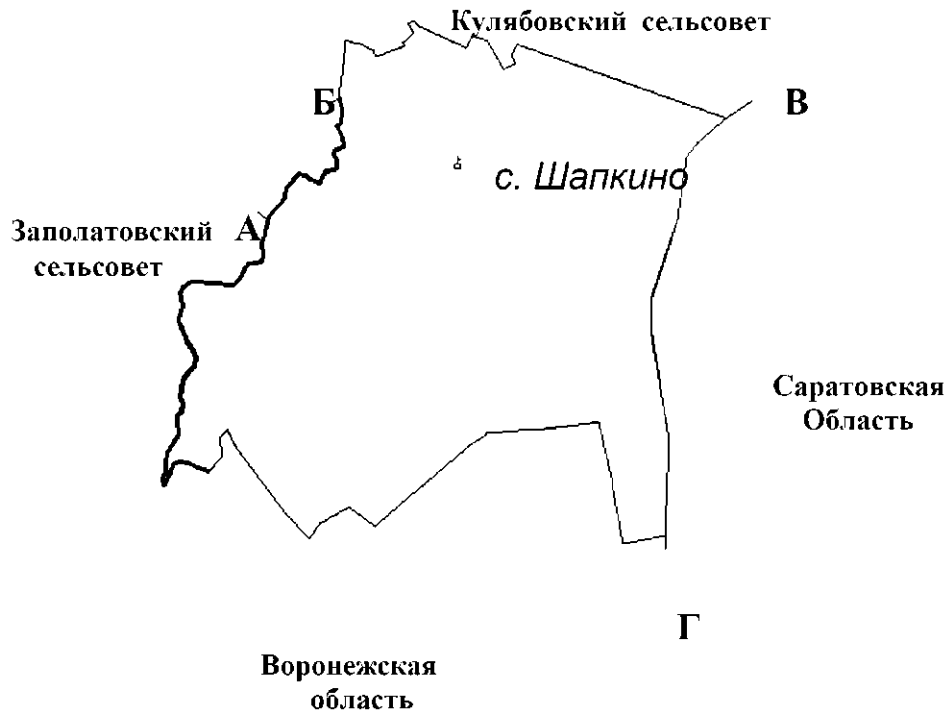 Кулябовский сельсовет
Б
В
с. Шапкино
Заполатовский
сельсовет
А
Саратовская
Область
Г
Воронежская
область